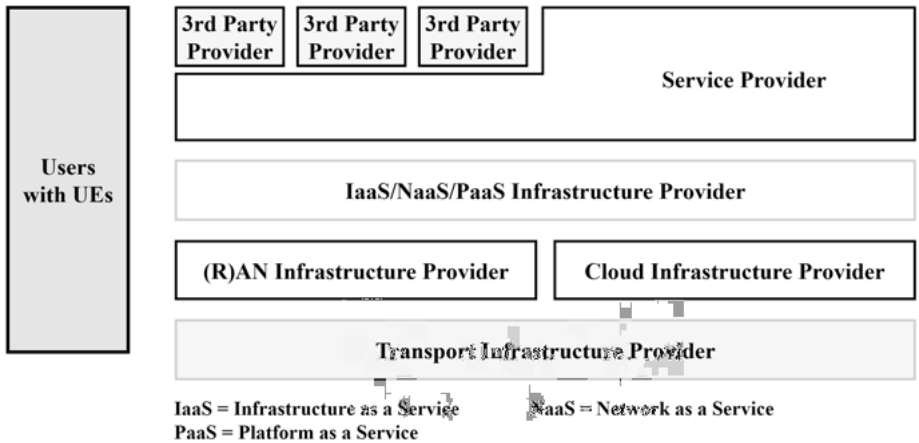 3rd Party
Provider
3rd Party
Provider
3rd Party
Provider
Service Provider
Users
with UEs
IaaS/NaaS/PaaS Infrastructure Provider
(R)AN Infrastructure Provider
Cloud Infrastructure Provider
Transport Infrastructure Provider
IaaS = Infrastructure as a Service
NaaS = Network as a Service
PaaS = Platform as a Service